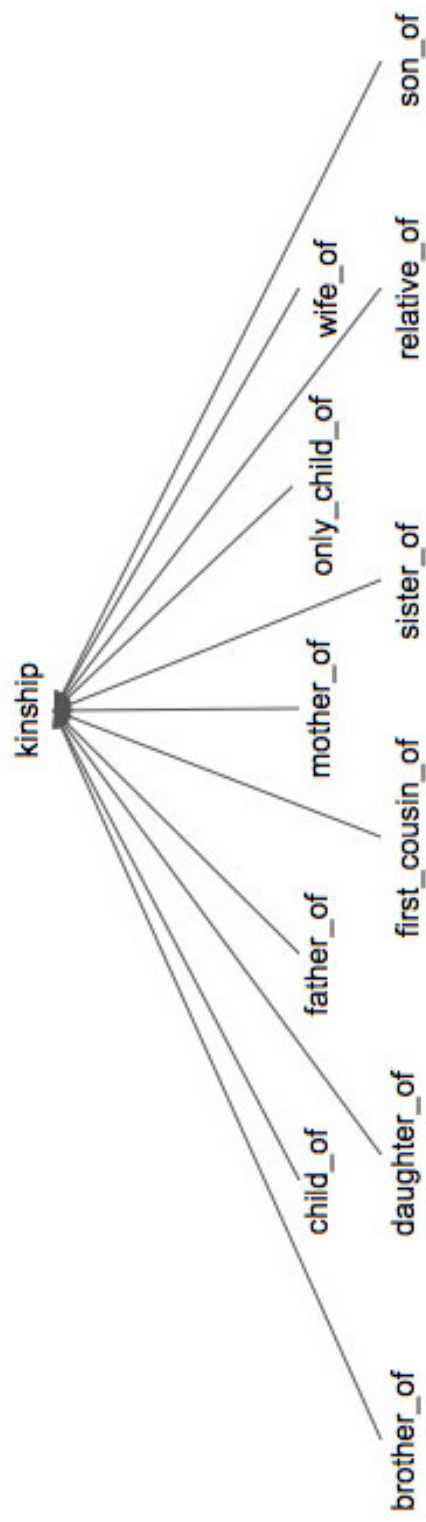 kinship
child_of
father_of
mother_of
only_child_of
wife_of
brother_of
daughter_of
first_cousin_of
sister_of
relative_of
son_of